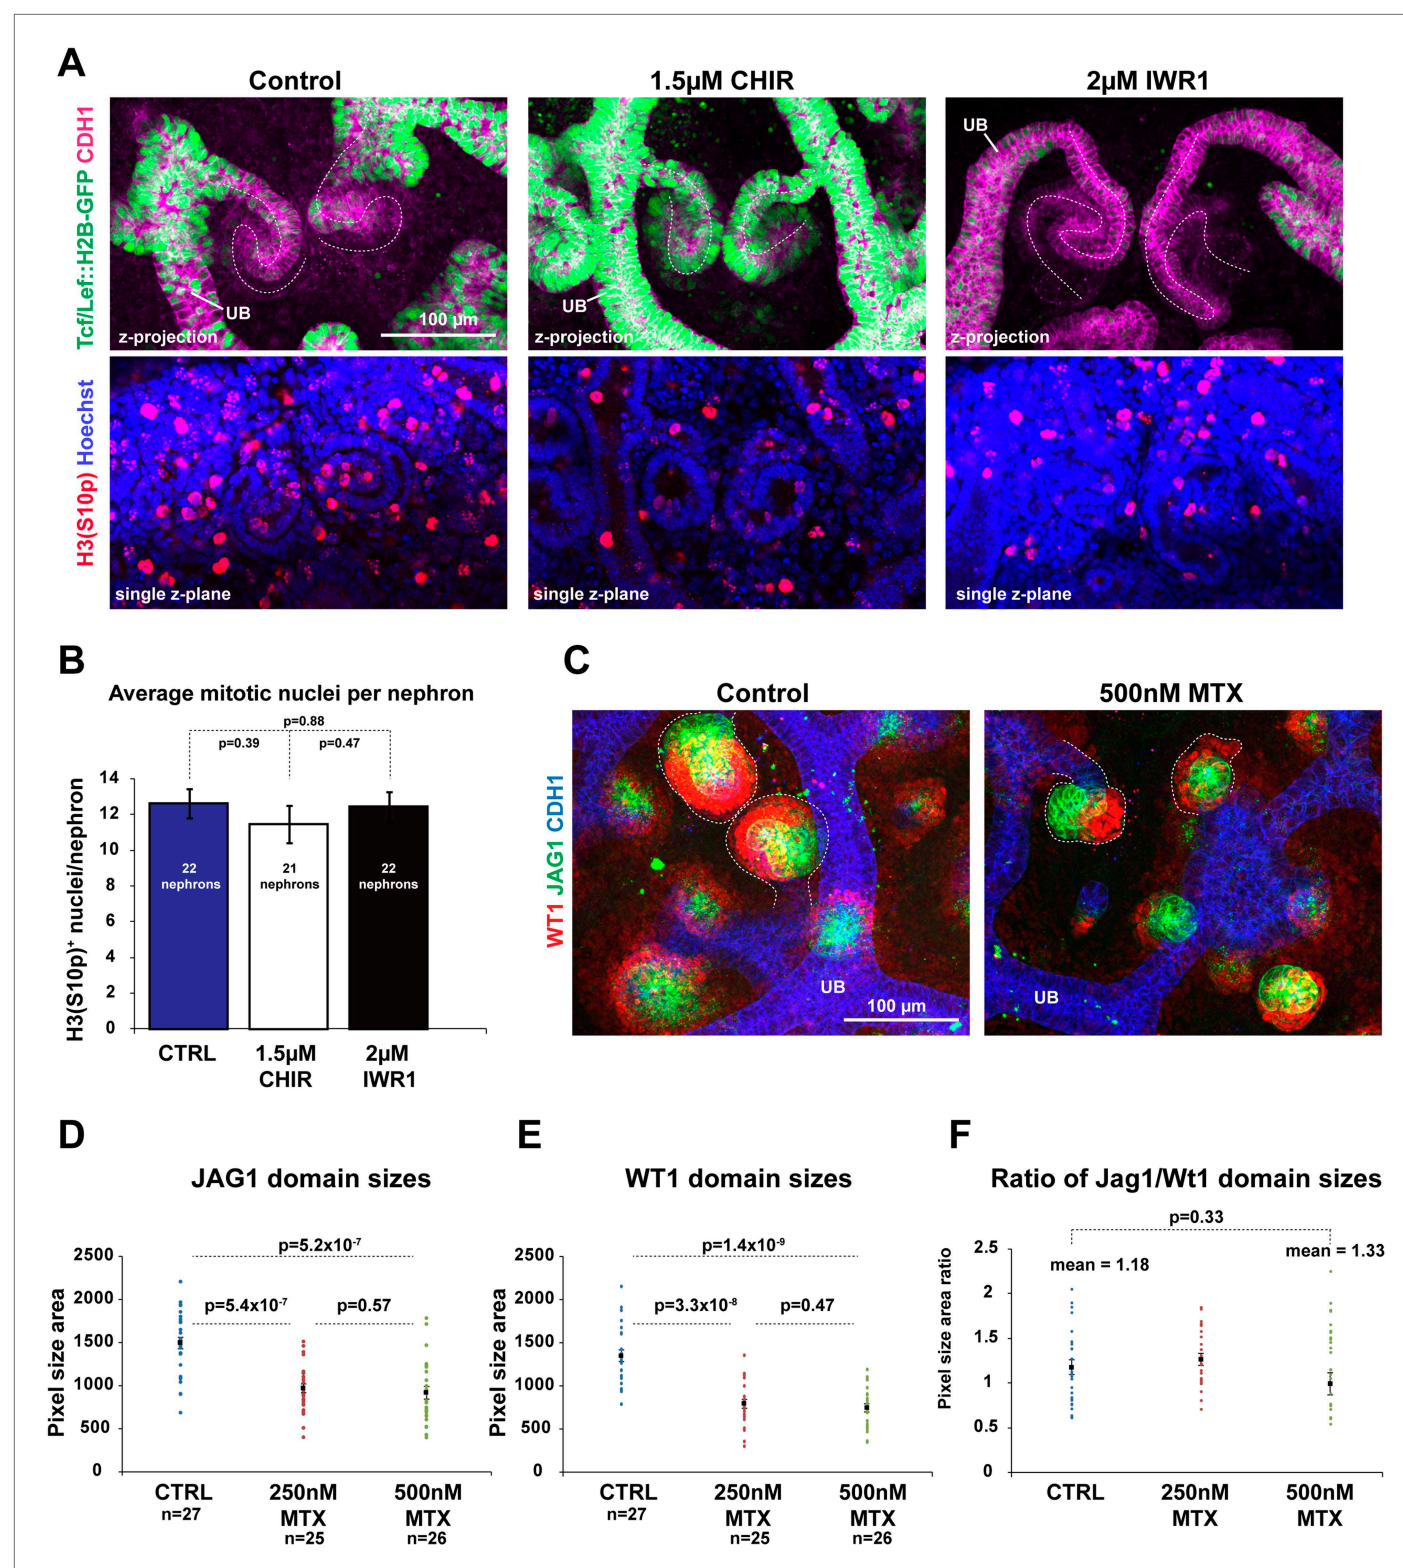 A
Control
1.5µM CHIR
2µM IWR1
Tcf/Lef::H2B-GFP CDH1
UB
100 µm
z-projection
UB
z-projection
UB
z-projection
H3(S10p) Hoechst
single z-plane
single z-plane
single z-plane
B
Average mitotic nuclei per nephron
p=0.88
p=0.39
p=0.47
H3(S10p)⁺ nuclei/nephron
14
12
10
8
6
4
2
0
22
nephrons
21
nephrons
22
nephrons
CTRL
1.5µM
CHIR
2µM
IWR1
C
Control
500nM MTX
WT1 JAG1 CDH1
UB
100 µm
UB
D
JAG1 domain sizes
p=5.2x10⁻⁷
p=5.4x10⁻⁷
p=0.57
Pixel size area
2500
2000
1500
1000
500
0
CTRL
n=27
250nM
MTX
n=25
500nM
MTX
n=26
E
WT1 domain sizes
p=1.4x10⁻⁹
p=3.3x10⁻⁸
p=0.47
Pixel size area
2500
2000
1500
1000
500
0
CTRL
n=27
250nM
MTX
n=25
500nM
MTX
n=26
F
Ratio of Jag1/Wt1 domain sizes
p=0.33
mean = 1.18
mean = 1.33
Pixel size area ratio
2.5
2
1.5
1
0.5
0
CTRL
250nM
MTX
500nM
MTX